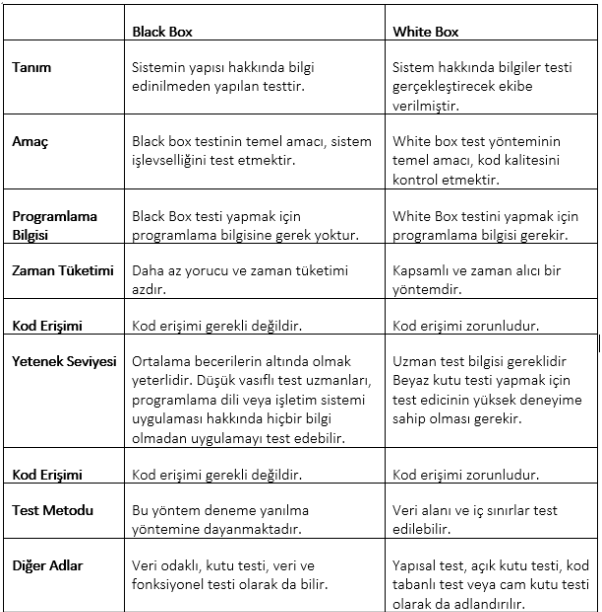 Black Box
White Box
Tanım
Sistemin yapısı hakkında bilgi
edinilmeden yapılan testtir.
Sistem hakkında bilgiler testi
gerçekleştirecek ekibe
verilmiştir.
Amaç
Black box testinin temel amacı, sistem
işlevselliğini test etmektir.
White box test yönteminin
temel amacı, kod kalitesini
kontrol etmektir.
Programlama
Bilgisi
Black Box testi yapmak için
programlama bilgisine gerek yoktur.
White Box testini yapmak için
programlama bilgisi gerekir.
Zaman Tüketimi
Daha az yorucu ve zaman tüketimi
azdır.
Kapsamlı ve zaman alıcı bir
yöntemdir.
Kod Erişimi
Kod erişimi gerekli değildir.
Kod erişimi zorunludur.
Yetenek Seviyesi
Ortalama becerilerin altında olmak
yeterlidir. Düşük vasıflı test uzmanları,
programlama dili veya işletim sistemi
uygulaması hakkında hiçbir bilgi
olmadan uygulamayı test edebilir.
Uzman test bilgisi gereklidir
Beyaz kutu testi yapmak için
test edicinin yüksek deneyime
sahip olması gerekir.
Kod Erişimi
Kod erişimi gerekli değildir.
Kod erişimi zorunludur.
Test Metodu
Bu yöntem deneme yanılma
yöntemine dayanmaktadır.
Veri alanı ve iç sınırlar test
edilebilir.
Diğer Adlar
Veri odaklı, kutu testi, veri ve
fonksiyonel testi olarak da bilir.
Yapısal test, açık kutu testi, kod
tabanlı test veya cam kutu testi
olarak da adlandırılır.